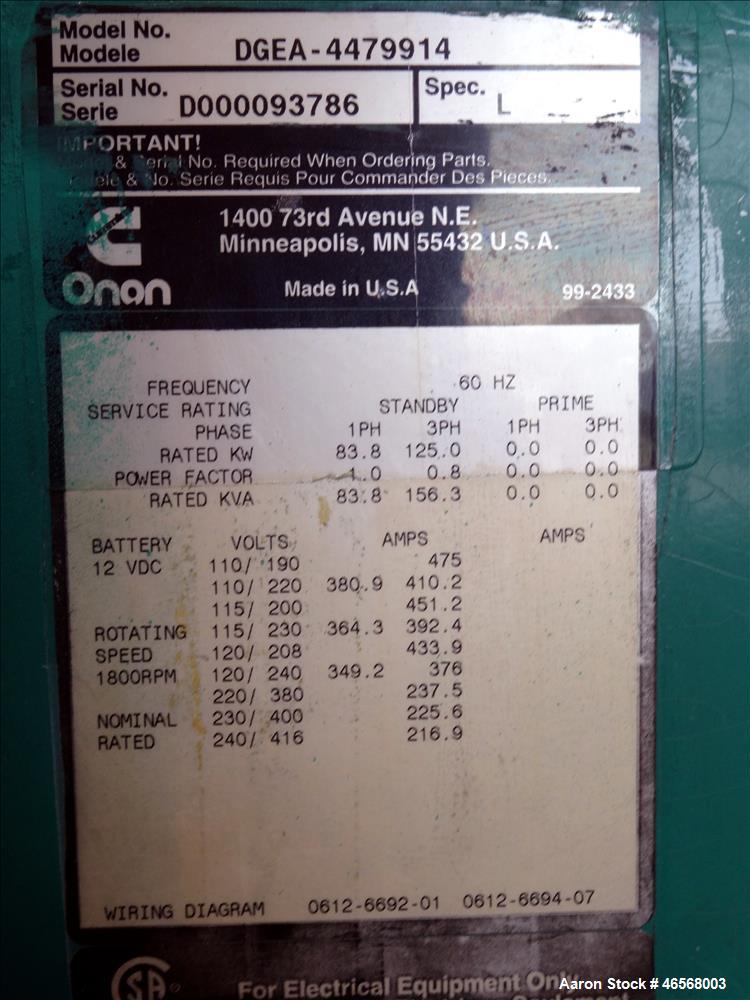 Model No.
Modele DGEA-4479914
Serial No.
Serie D000093786
Spec. L
IMPORTANT!
& Serial No. Required When Ordering Parts.
& No. Serie Requis Pour Commander Des Pieces.
1400 73rd Avenue N.E.
Minneapolis, MN 55432 U.S.A.
Onan
Made in U.S.A
99-2433
FREQUENCY 60 HZ
SERVICE RATING STANDBY PRIME
PHASE 1PH 3PH 1PH 3PH
RATED KW 83.8 125.0 0.0 0.0
POWER FACTOR 1.0 0.8 0.0 0.0
RATED KVA 83.8 156.3 0.0 0.0
BATTERY VOLTS AMPS AMPS
12 VDC 110/ 190 475
110/ 220 380.9 410.2
115/ 200 451.2
ROTATING 115/ 230 364.3 392.4
SPEED 120/ 208 433.9
1800RPM 120/ 240 349.2 376
220/ 380 237.5
NOMINAL 230/ 400 225.6
RATED 240/ 416 216.9
WIRING DIAGRAM 0612-6692-01 0612-6694-07
For Electrical Equipment Only
Aaron Stock # 46568003